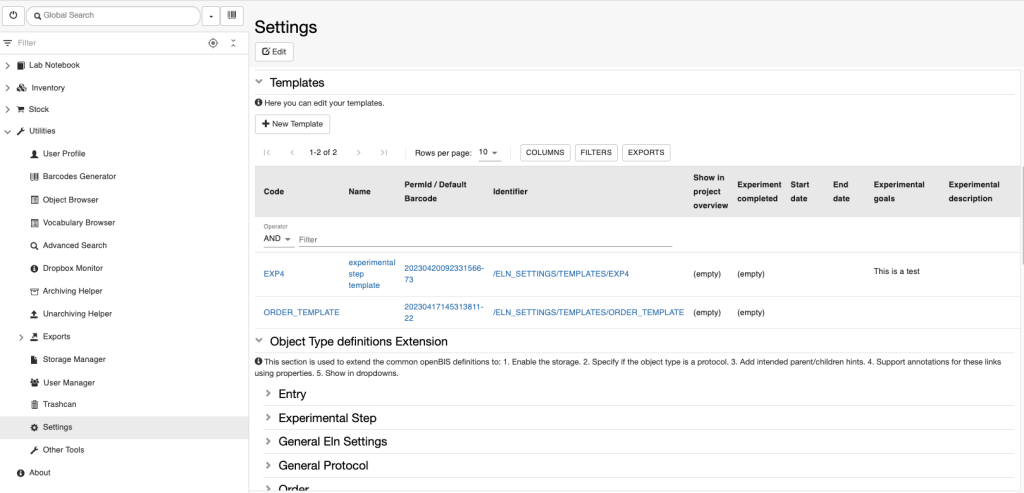 Global Search
Filter
Lab Notebook
Inventory
Stock
Utilities
User Profile
Barcodes Generator
Object Browser
Vocabulary Browser
Advanced Search
Dropbox Monitor
Archiving Helper
Unarchiving Helper
Exports
Storage Manager
User Manager
Trashcan
Settings
Other Tools
About
Settings
Edit
Templates
Here you can edit your templates.
+ New Template
1-2 of 2
Rows per page: 10
COLUMNS
FILTERS
EXPORTS
Code
Name
PermId / Default
Barcode
Identifier
Show in
project
overview
Experiment
completed
Start
date
End
date
Experimental
goals
Experimental
description
Operator
AND
Filter
EXP4
experimental
step
template
20230420092331566-
73
/ELN_SETTINGS/TEMPLATES/EXP4
(empty)
(empty)
This is a test
ORDER_TEMPLATE
20230417145313811-
22
/ELN_SETTINGS/TEMPLATES/ORDER_TEMPLATE
(empty)
(empty)
Object Type definitions Extension
This section is used to extend the common openBIS definitions to: 1. Enable the storage. 2. Specify if the object type is a protocol. 3. Add intended parent/children hints. 4. Support annotations for these links
using properties. 5. Show in dropdowns.
Entry
Experimental Step
General Eln Settings
General Protocol
Order